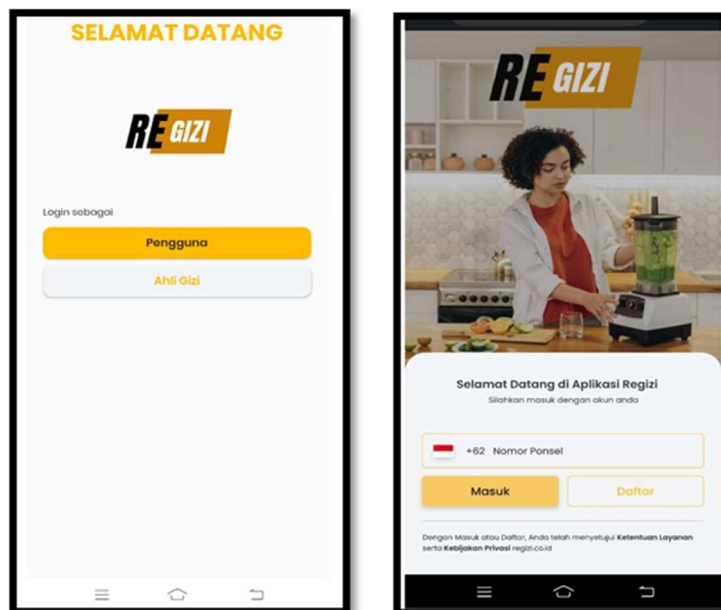 SELAMAT DATANG
RE GIZI
Login sebagai
Pengguna
Ahli Gizi
RE GIZI
Selamat Datang di Aplikasi Regizi
Silahkan masuk dengan akun anda
+62 Nomor Ponsel
Masuk
Daftar
Dengan Masuk atau Daftar, Anda telah menyetujui Ketentuan Layanan
serta Kebijakan Privasi regizi.co.id